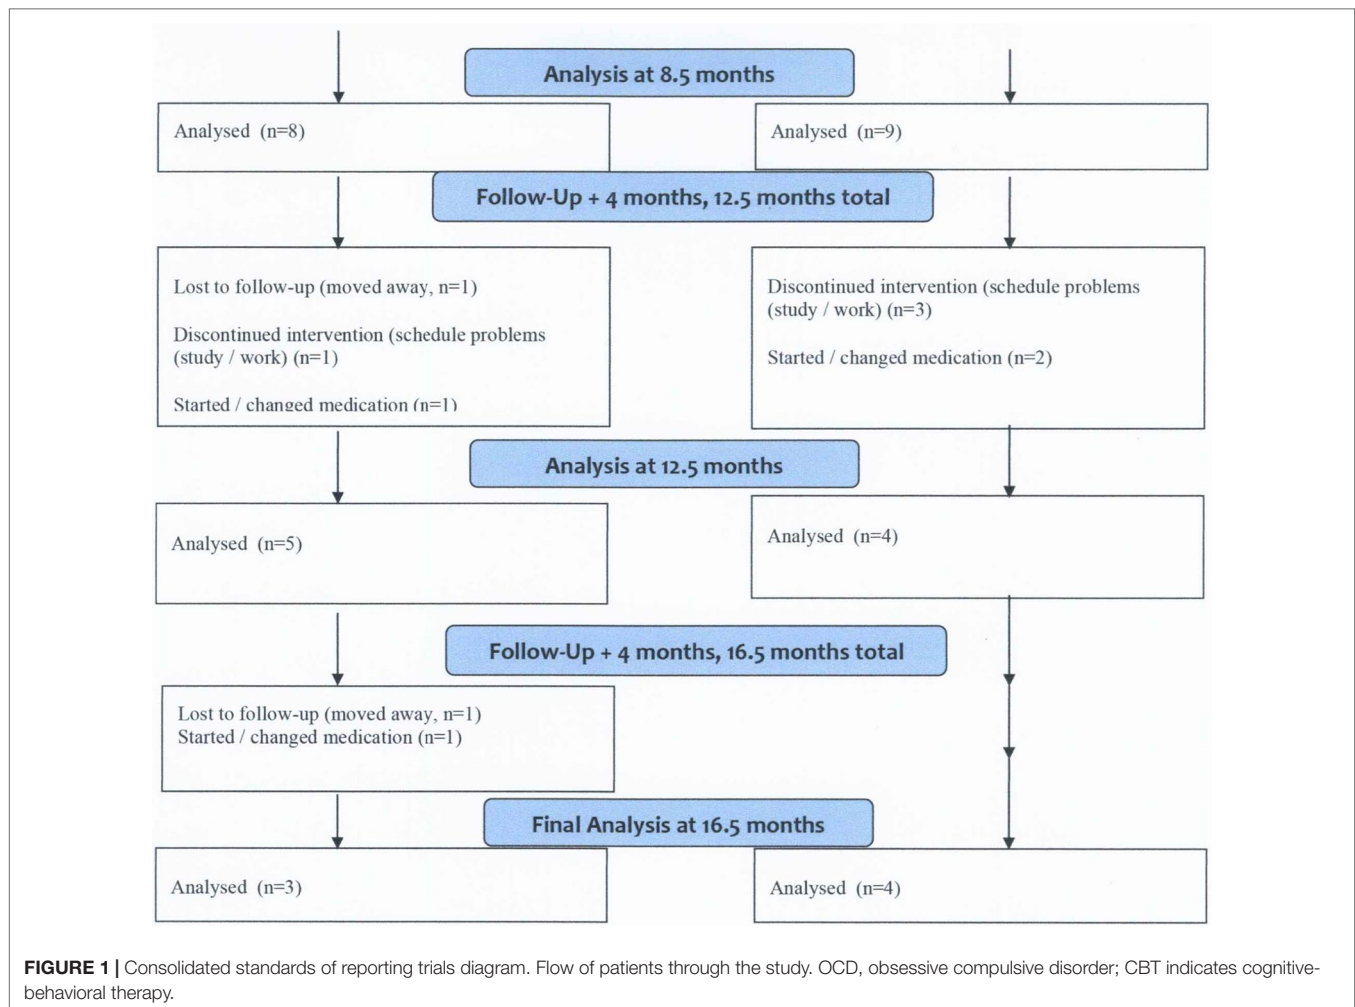 Analysis at 8.5 months
Analysed (n=8)
Analysed (n=9)
Follow-Up + 4 months, 12.5 months total
Lost to follow-up (moved away, n=1)
Discontinued intervention (schedule problems
(study / work) (n=1)
Started / changed medication (n=1)
Discontinued intervention (schedule problems
(study / work) (n=3)
Started / changed medication (n=2)
Analysis at 12.5 months
Analysed (n=5)
Analysed (n=4)
Follow-Up + 4 months, 16.5 months total
Lost to follow-up (moved away, n=1)
Started / changed medication (n=1)
Final Analysis at 16.5 months
Analysed (n=3)
Analysed (n=4)
FIGURE 1 | Consolidated standards of reporting trials diagram. Flow of patients through the study. OCD, obsessive compulsive disorder; CBT indicates cognitive-
behavioral therapy.